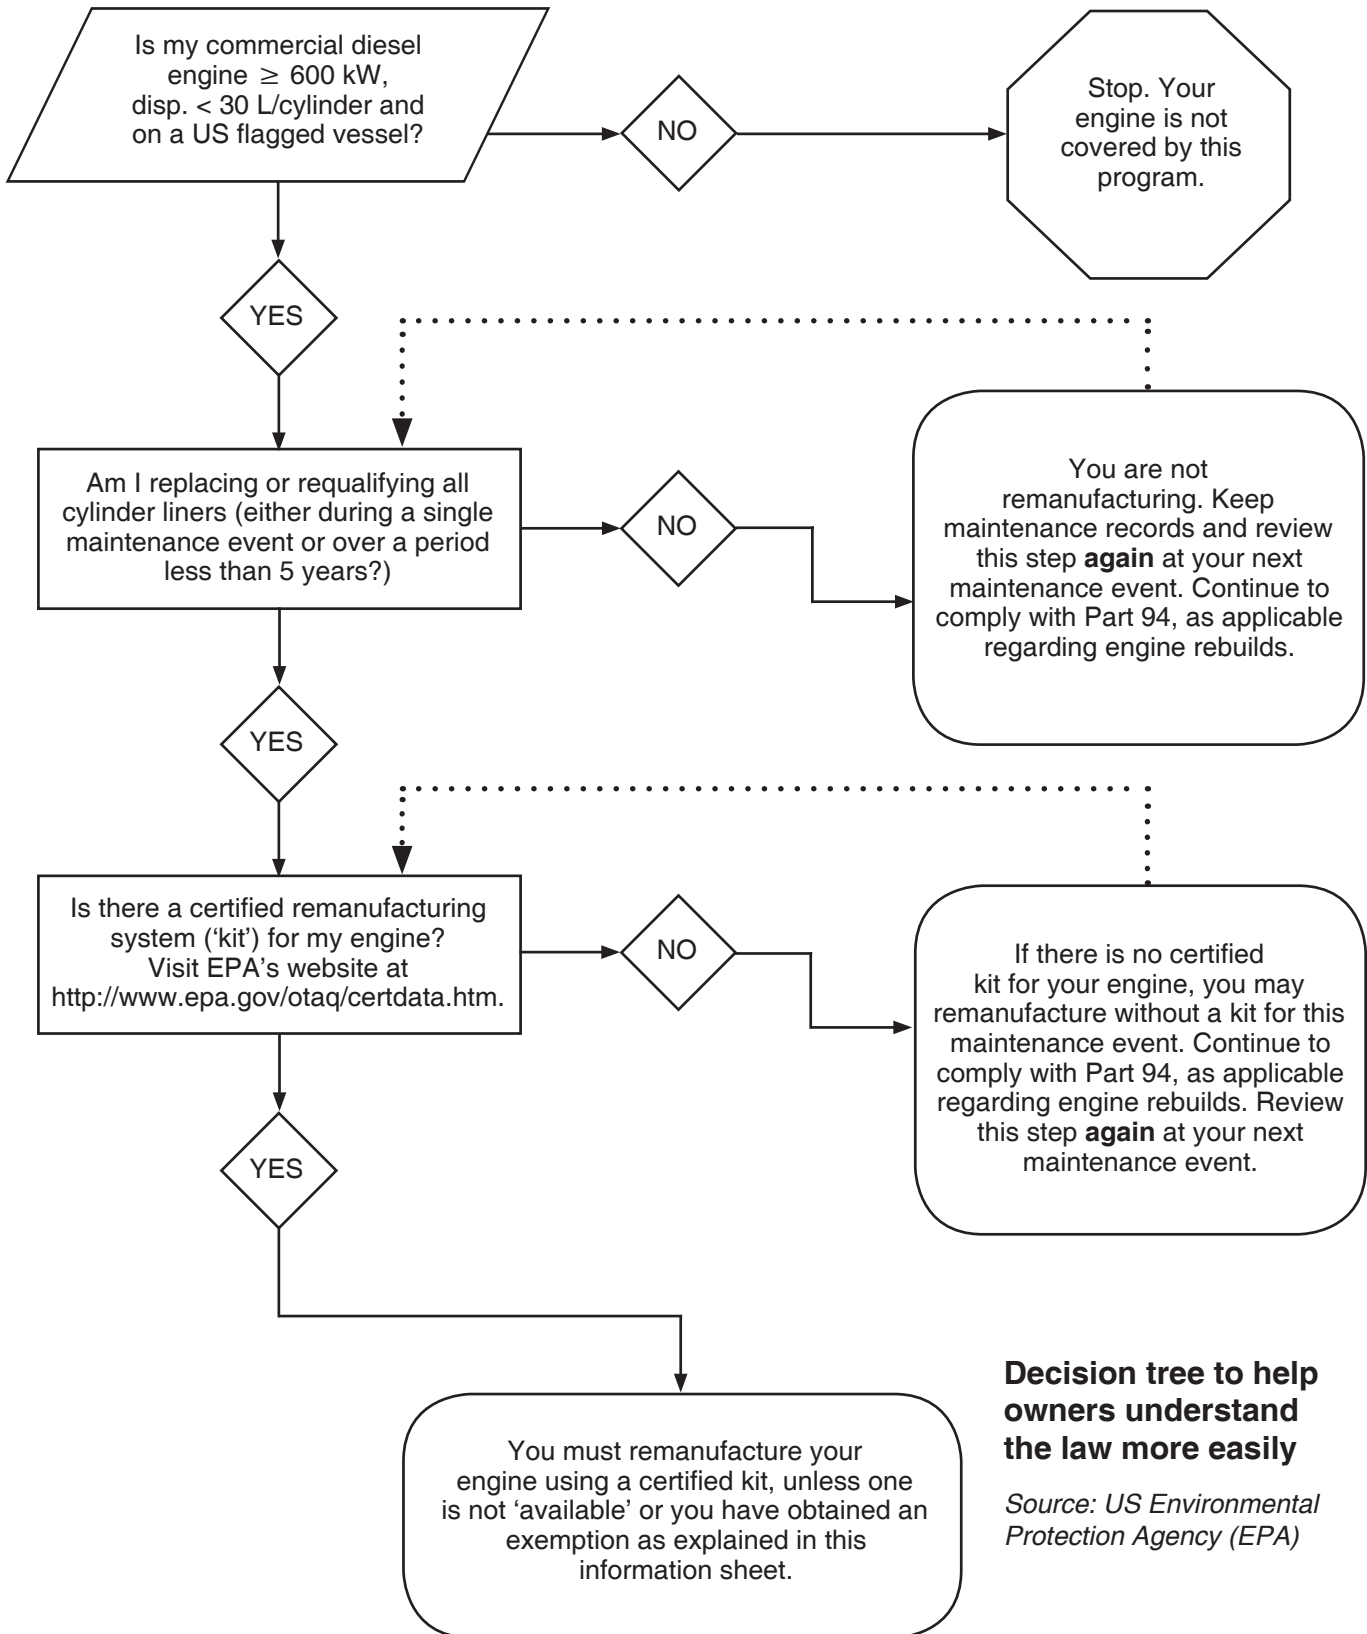 Is my commercial diesel
engine ≥ 600 kW,
disp. < 30 L/cylinder and
on a US flagged vessel?
NO
Stop. Your
engine is not
covered by this
program.
YES
Am I replacing or requalifying all
cylinder liners (either during a single
maintenance event or over a period
less than 5 years?)
NO
You are not
remanufacturing. Keep
maintenance records and review
this step again at your next
maintenance event. Continue to
comply with Part 94, as applicable
regarding engine rebuilds.
YES
Is there a certified remanufacturing
system (‘kit’) for my engine?
Visit EPA’s website at
http://www.epa.gov/otaq/certdata.htm.
NO
If there is no certified
kit for your engine, you may
remanufacture without a kit for this
maintenance event. Continue to
comply with Part 94, as applicable
regarding engine rebuilds. Review
this step again at your next
maintenance event.
YES
You must remanufacture your
engine using a certified kit, unless one
is not ‘available’ or you have obtained an
exemption as explained in this
information sheet.
Decision tree to help
owners understand
the law more easily
Source: US Environmental
Protection Agency (EPA)